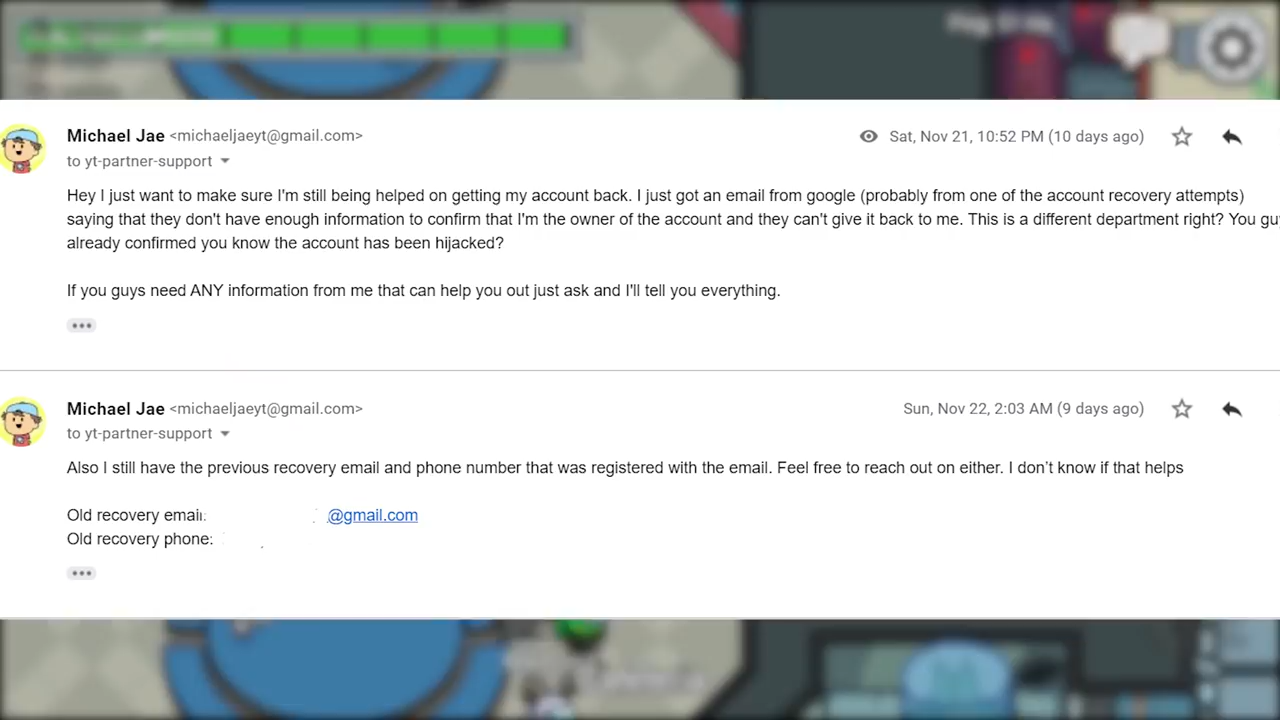 Michael Jae <michaeljaeyt@gmail.com>
Sat, Nov 21, 10:52 PM (10 days ago)
to yt-partner-support
Hey I just want to make sure I'm still being helped on getting my account back. I just got an email from google (probably from one of the account recovery attempts)
saying that they don't have enough information to confirm that I'm the owner of the account and they can't give it back to me. This is a different department right? You
already confirmed you know the account has been hijacked?
If you guys need ANY information from me that can help you out just ask and I'll tell you everything.
Michael Jae <michaeljaeyt@gmail.com>
Sun, Nov 22, 2:03 AM (9 days ago)
to yt-partner-support
Also I still have the previous recovery email and phone number that was registered with the email. Feel free to reach out on either. I don’t know if that helps
Old recovery email: @gmail.com
Old recovery phone: